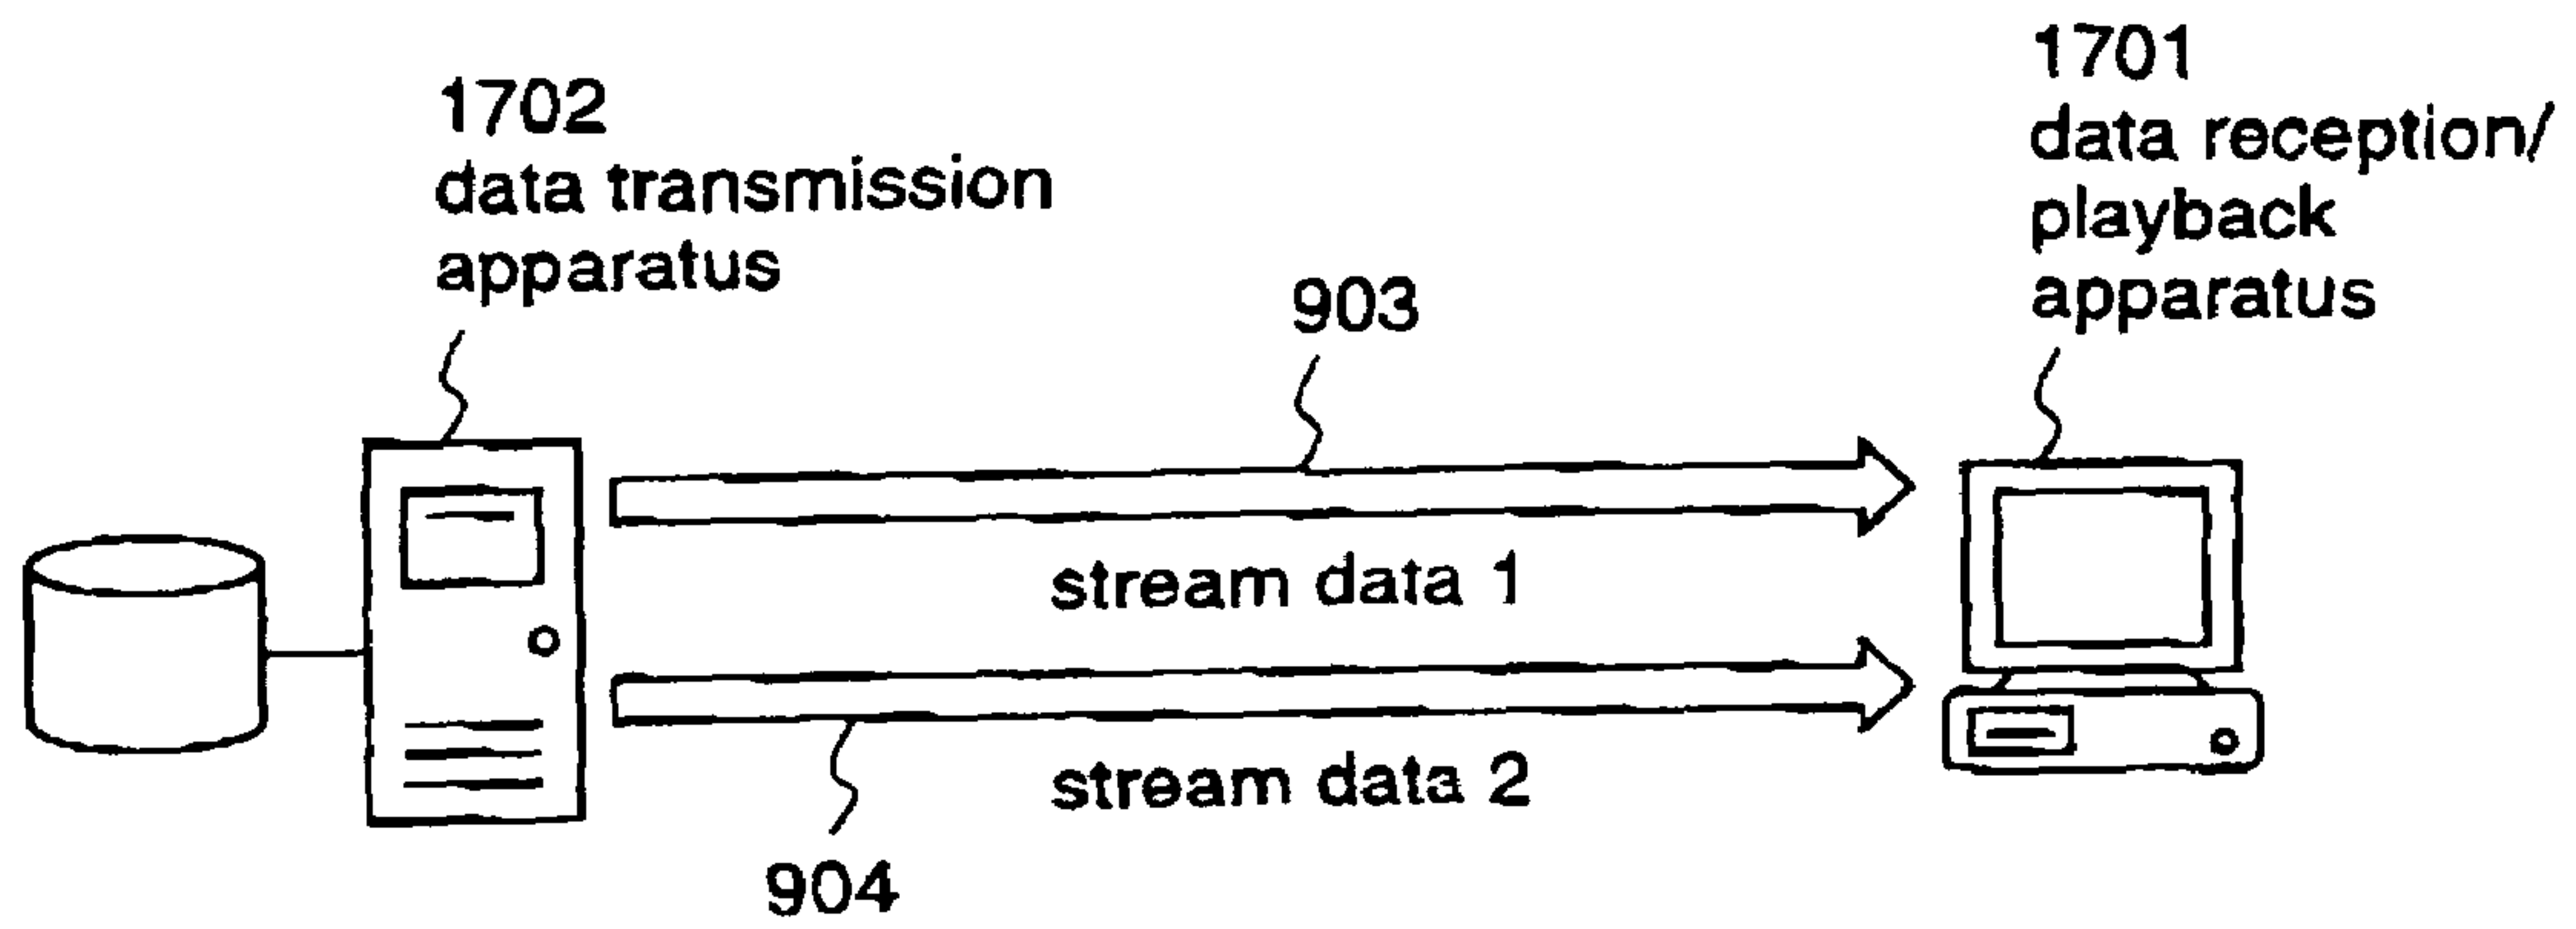 1702
data transmission
apparatus
1701
data reception/
playback
apparatus
903
stream data 1
stream data 2
904